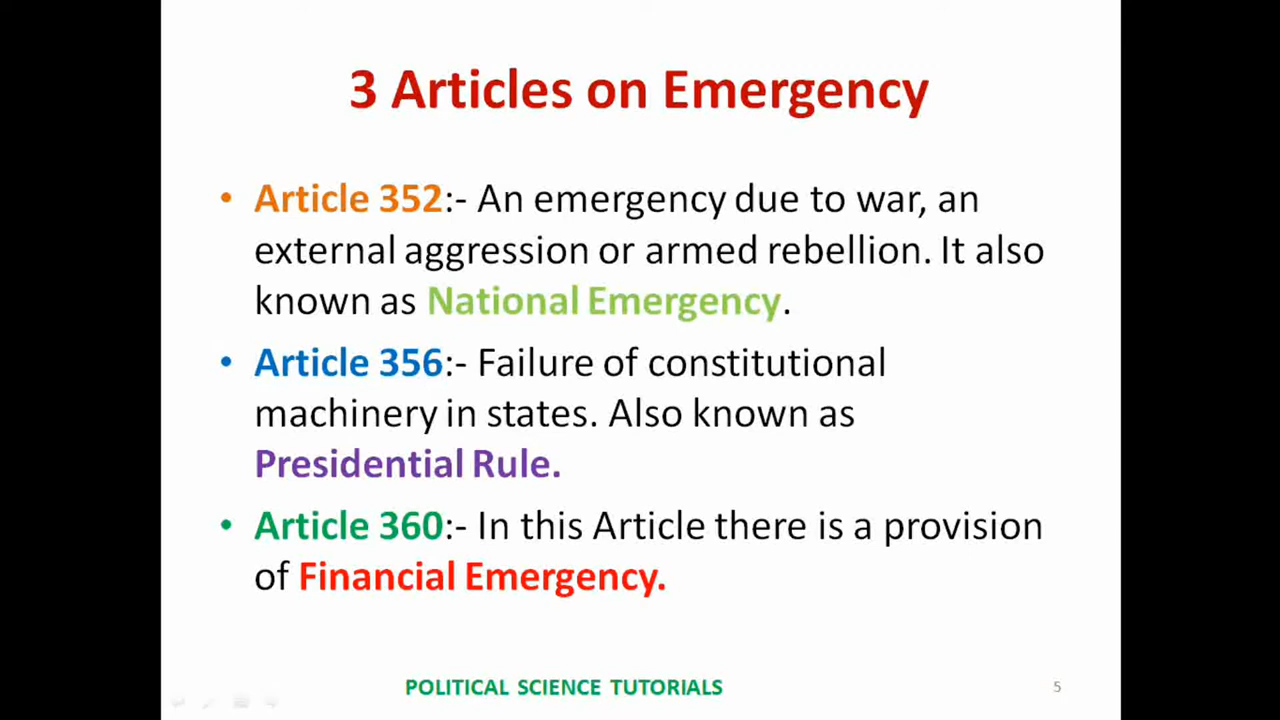 3 Articles on Emergency
• Article 352:- An emergency due to war, an
external aggression or armed rebellion. It also
known as National Emergency.
• Article 356:- Failure of constitutional
machinery in states. Also known as
Presidential Rule.
• Article 360:- In this Article there is a provision
of Financial Emergency.
POLITICAL SCIENCE TUTORIALS
5